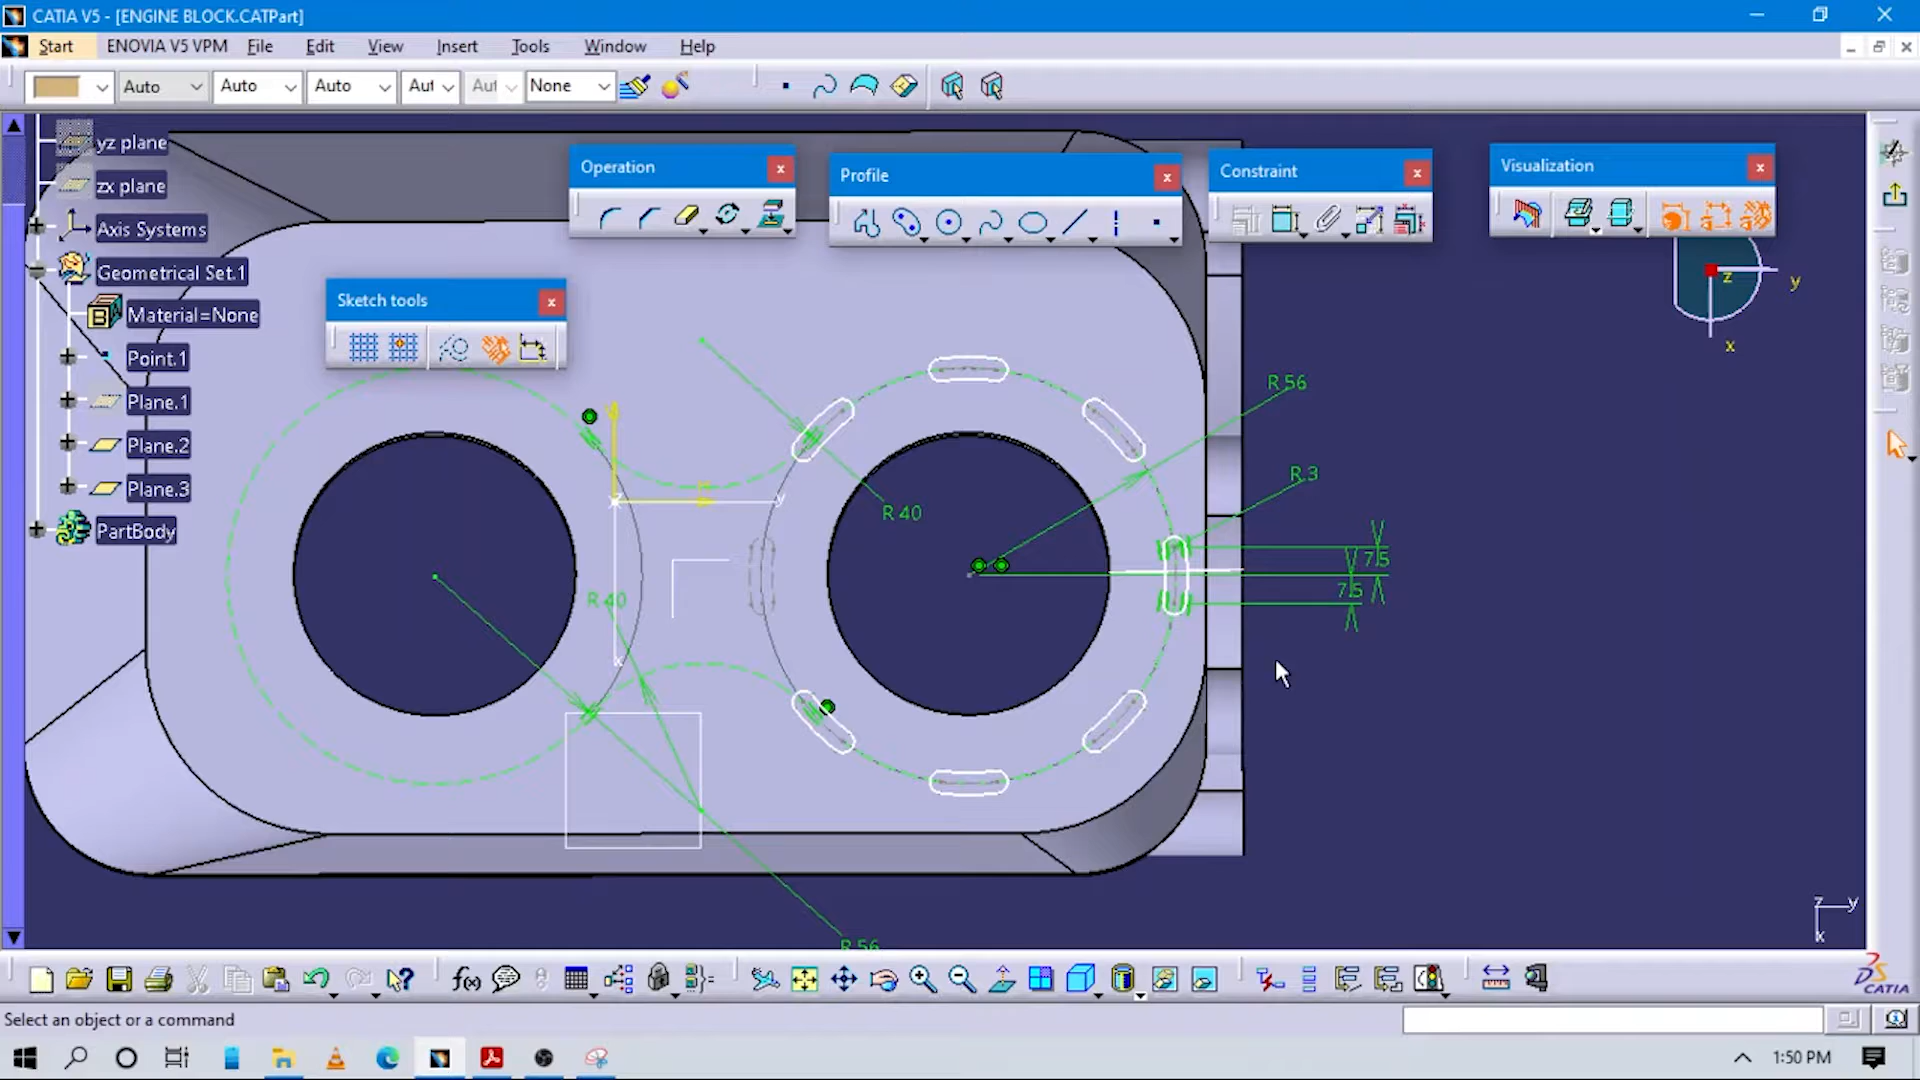 CATIA V5 - [ENGINE BLOCK.CATPart]
Start ENOVIA V5 VPM File Edit View Insert Tools Window Help
Auto Auto Auto Aut Aut None
yz plane
zx plane
Axis Systems
Geometrical Set.1
Material=None
Point.1
Plane.1
Plane.2
Plane.3
PartBody
Operation
Profile
Constraint
Visualization
Sketch tools
z
y
x
R 56
R 3
R 40
7.5
7.5
R 40
y
x
R 56
z y
x
f(x)
CATIA
Select an object or a command
1:50 PM